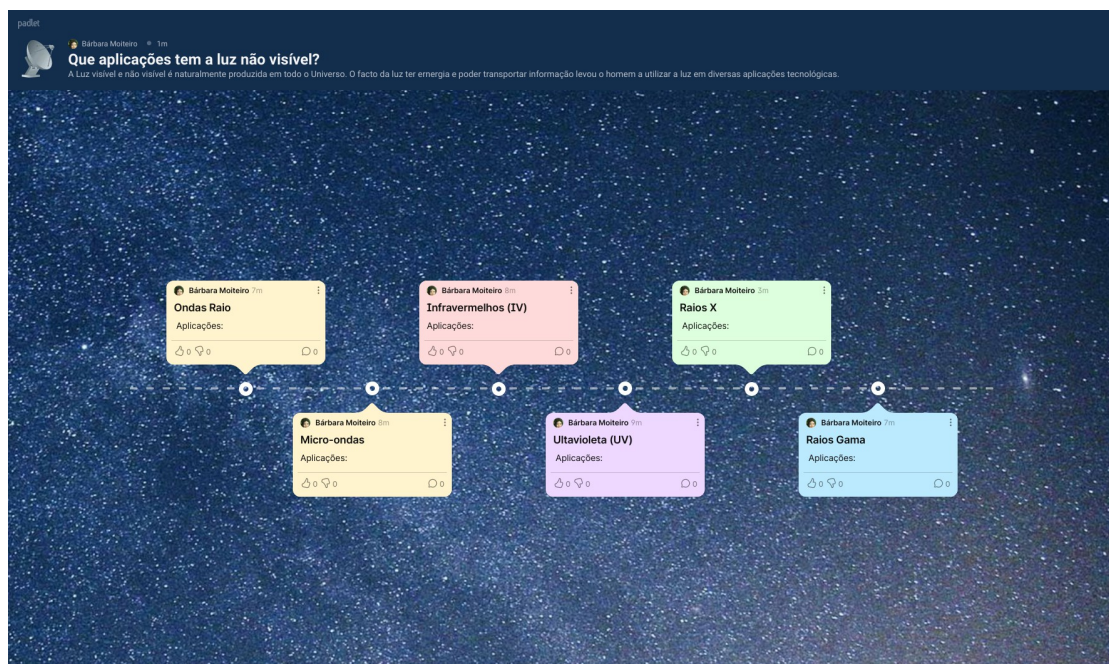 padlet
Bárbara Moiteiro 1m
Que aplicações tem a luz não visível?
A Luz visível e não visível é naturalmente produzida em todo o Universo. O facto da luz ter ernergia e poder transportar informação levou o homem a utilizar a luz em diversas aplicações tecnológicas.
Bárbara Moiteiro 7m
Ondas Raio
Aplicações:
0 0 0
Bárbara Moiteiro 8m
Micro-ondas
Aplicações:
0 0 0
Bárbara Moiteiro 8m
Infravermelhos (IV)
Aplicações:
0 0 0
Bárbara Moiteiro 9m
Ultavioleta (UV)
Aplicações:
0 0 0
Bárbara Moiteiro 3m
Raios X
Aplicações:
0 0 0
Bárbara Moiteiro 7m
Raios Gama
Aplicações:
0 0 0